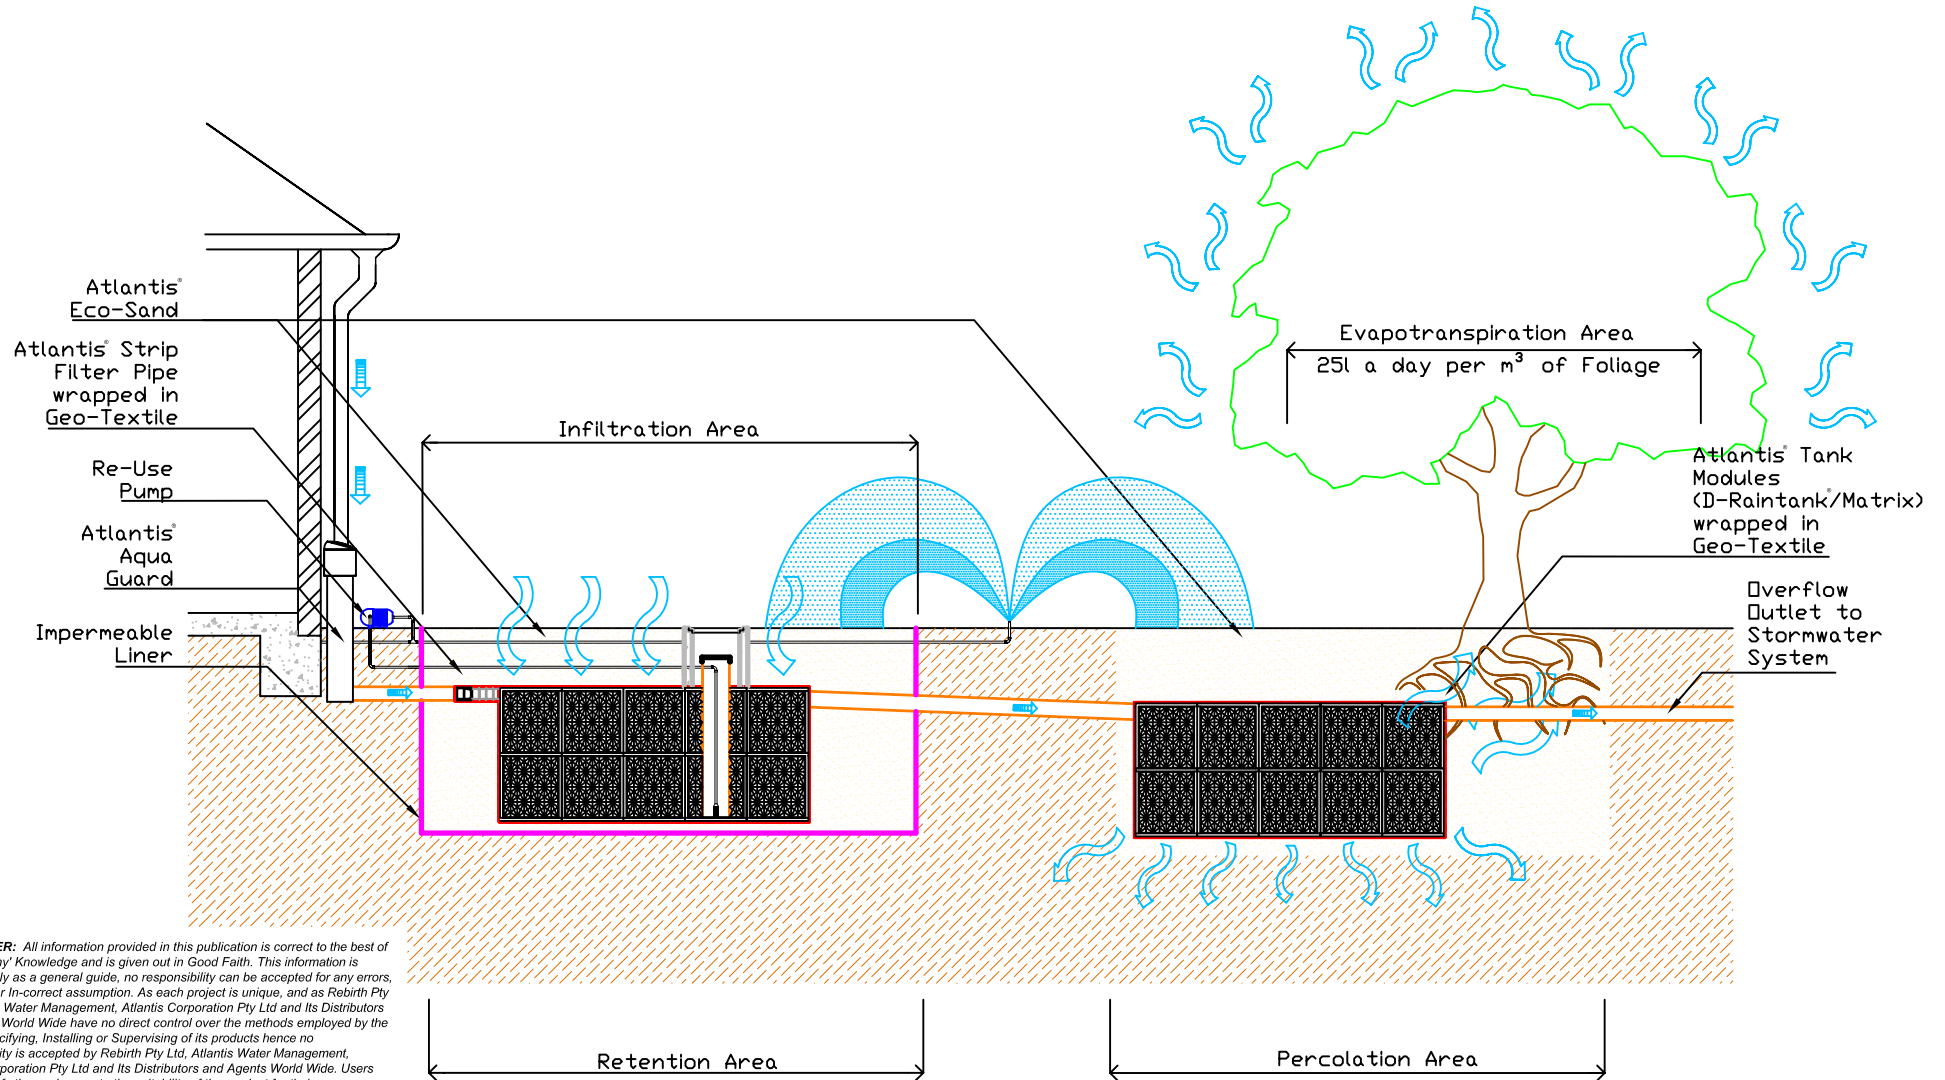 Atlantis®
Eco-Sand
Atlantis® Strip
Filter Pipe
wrapped in
Geo-Textile
Re-Use
Pump
Atlantis®
Aqua
Guard
Impermeable
Liner
Infiltration Area
Evapotranspiration Area
25l a day per m³ of Foliage
Atlantis® Tank
Modules
(D-Raintank®/Matrix)
wrapped in
Geo-Textile
Overflow
Outlet to
Stormwater
System
Retention Area
Percolation Area
ER: All information provided in this publication is correct to the best of
ny' Knowledge and is given out in Good Faith. This information is
ly as a general guide, no responsibility can be accepted for any errors,
r In-correct assumption. As each project is unique, and as Rebirth Pty
Water Management, Atlantis Corporation Pty Ltd and Its Distributors
World Wide have no direct control over the methods employed by the
cifying, Installing or Supervising of its products hence no
ity is accepted by Rebirth Pty Ltd, Atlantis Water Management,
poration Pty Ltd and Its Distributors and Agents World Wide. Users